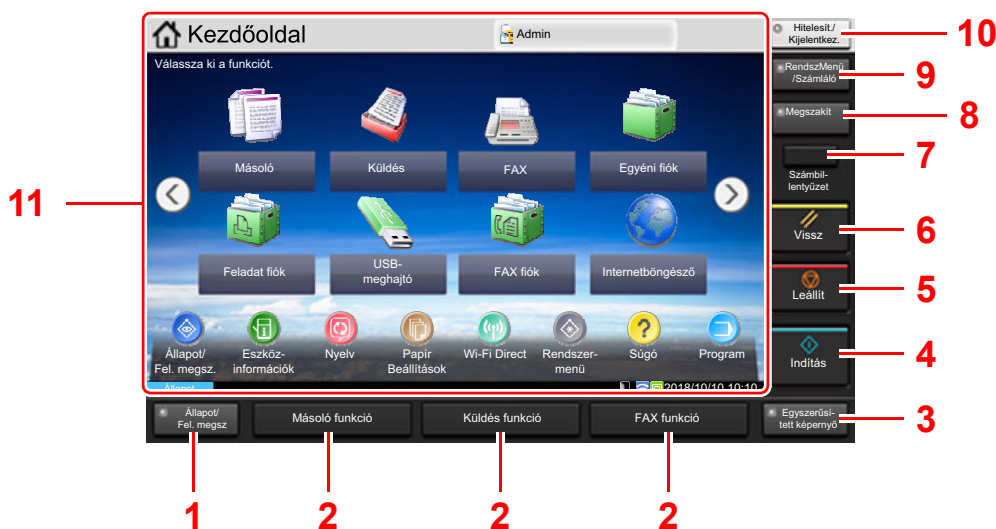 Kezdőoldal
Admin
Válassza ki a funkciót.
Másoló
Küldés
FAX
Egyéni fiók
Feladat fiók
USB-
meghajtó
FAX fiók
Internetböngésző
Állapot/
Fel. megsz.
Eszköz-
információk
Nyelv
Papír
Beállítások
Wi-Fi Direct
Rendszer-
menü
Súgó
Program
Állapot
2018/10/10 10:10
Hitelesít./
Kijelentkez.
RendszMenü
/Számláló
Megszakít
Számbil-
lentyűzet
Vissz
Leállít
Indítás
Állapot/
Fel. megsz
Másoló funkció
Küldés funkció
FAX funkció
Egyszerűsí-
tett képernyő
10
9
8
7
6
5
4
3
11
1
2
2
2